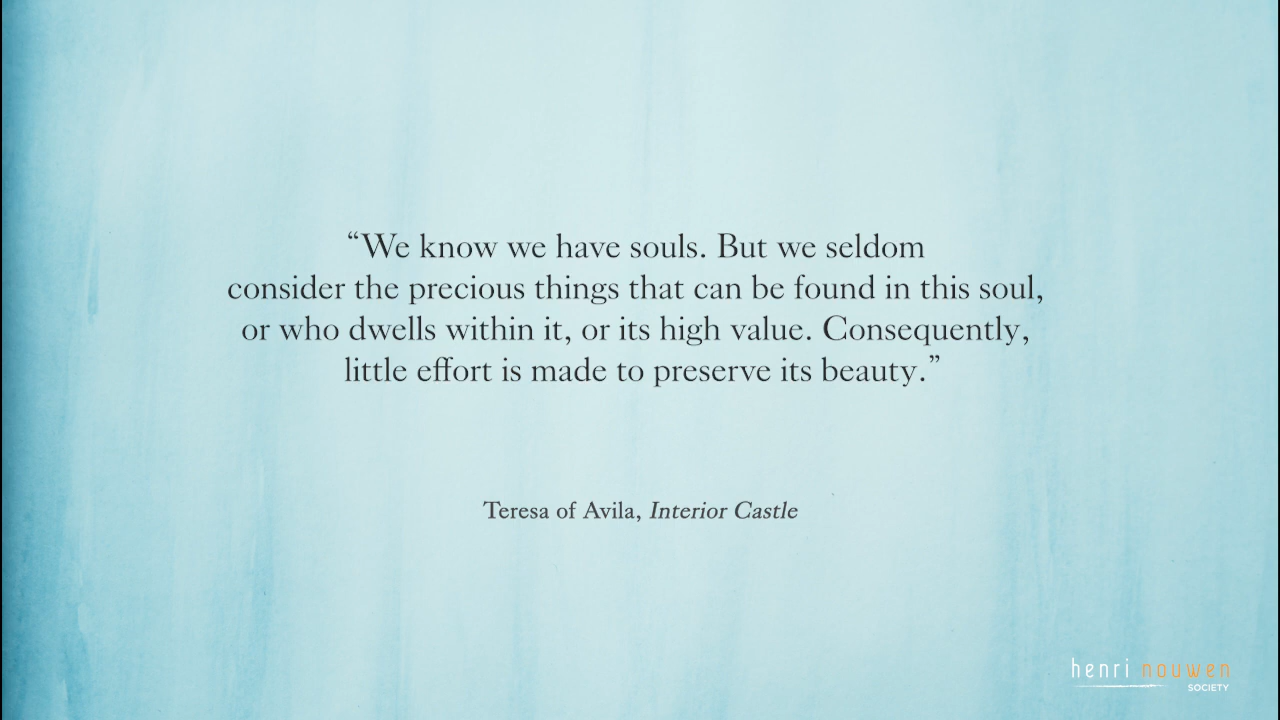 “We know we have souls. But we seldom
consider the precious things that can be found in this soul,
or who dwells within it, or its high value. Consequently,
little effort is made to preserve its beauty.”
Teresa of Avila, Interior Castle
henri nouwen
SOCIETY